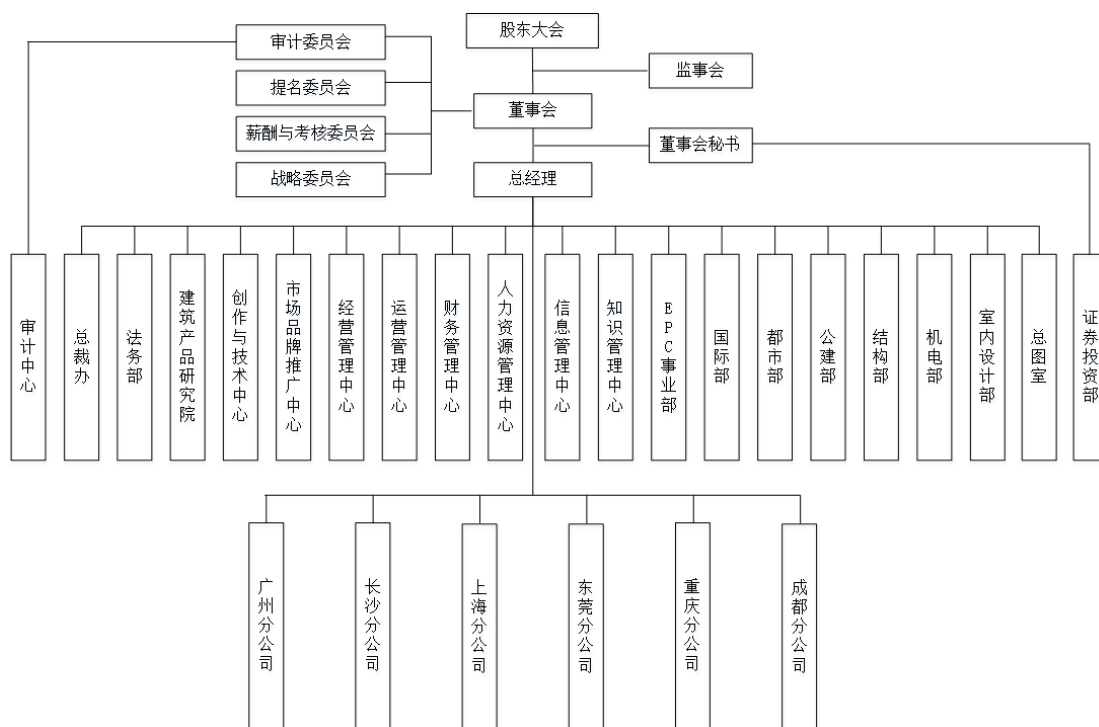 股东大会
审计委员会
监事会
提名委员会
董事会
薪酬与考核委员会
董事会秘书
战略委员会
总经理
审计中心
总裁办
法务部
建筑产品研究院
创作与技术中心
市场品牌推广中心
经营管理中心
运营管理中心
财务管理中心
人力资源管理中心
信息管理中心
知识管理中心
EPC事业部
国际部
都市部
公建部
结构部
机电部
室内设计部
总图室
证券投资部
广州分公司
长沙分公司
上海分公司
东莞分公司
重庆分公司
成都分公司